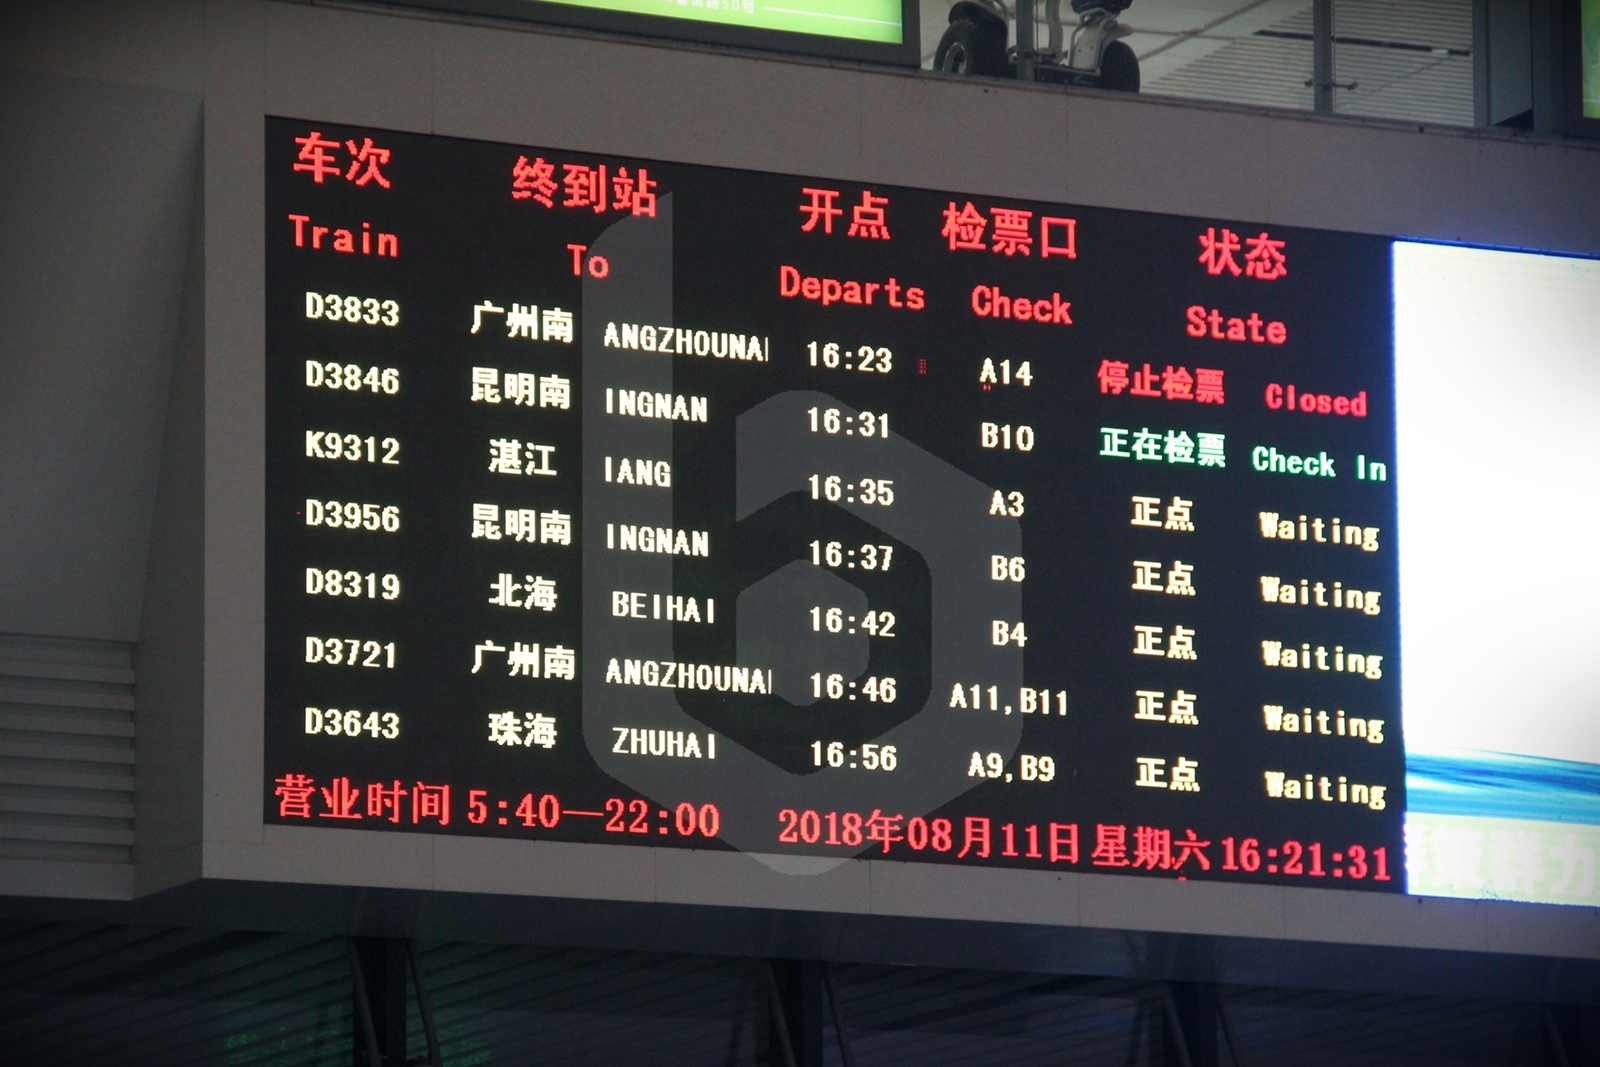 车次 终到站 开点 检票口 状态
Train To Departs Check State
D3833 广州南 ANGZHOUNA 16:23 A14 停止检票 Closed
D3846 昆明南 INGNAN 16:31 B10 正在检票 Check In
K9312 湛江 IANG 16:35 A3 正点 Waiting
D3956 昆明南 INGNAN 16:37 B6 正点 Waiting
D8319 北海 BEIHAI 16:42 B4 正点 Waiting
D3721 广州南 ANGZHOUNA 16:46 A11,B11 正点 Waiting
D3643 珠海 ZHUHAI 16:56 A9,B9 正点 Waiting
营业时间 5:40—22:00 2018年08月11日 星期六 16:21:31
策群力